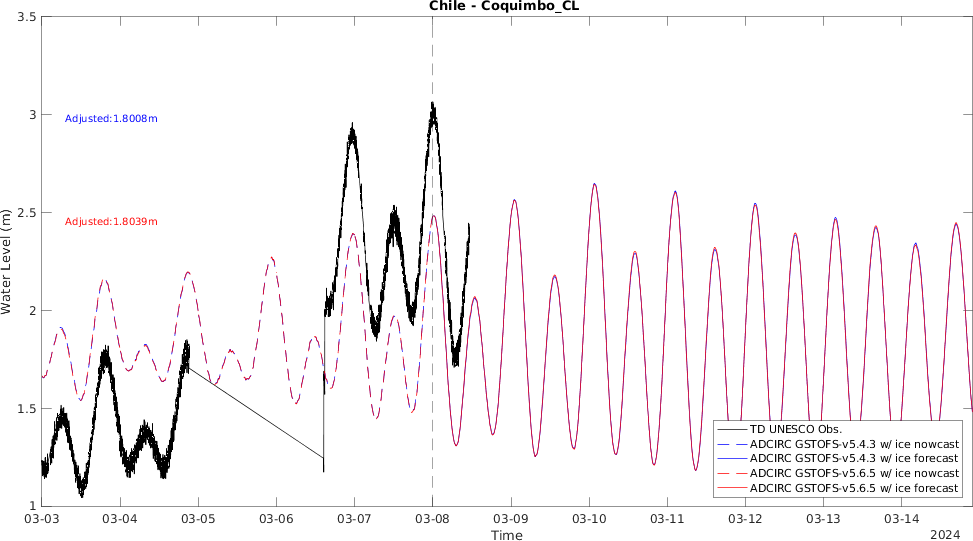 Chile - Coquimbo_CL
3.5
3
2.5
2
1.5
1
Water Level (m)
Adjusted:1.8008m
Adjusted:1.8039m
TD UNESCO Obs.
ADCIRC GSTOFS-v5.4.3 w/ ice nowcast
ADCIRC GSTOFS-v5.4.3 w/ ice forecast
ADCIRC GSTOFS-v5.6.5 w/ ice nowcast
ADCIRC GSTOFS-v5.6.5 w/ ice forecast
03-03 03-04 03-05 03-06 03-07 03-08 03-09 03-10 03-11 03-12 03-13 03-14
Time
2024